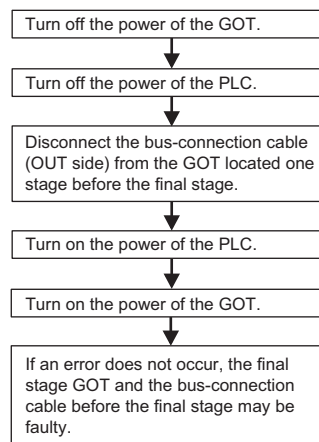 Turn off the power of the GOT.
Turn off the power of the PLC.
Disconnect the bus-connection cable
(OUT side) from the GOT located one
stage before the final stage.
Turn on the power of the PLC.
Turn on the power of the GOT.
If an error does not occur, the final
stage GOT and the bus-connection
cable before the final stage may be
faulty.